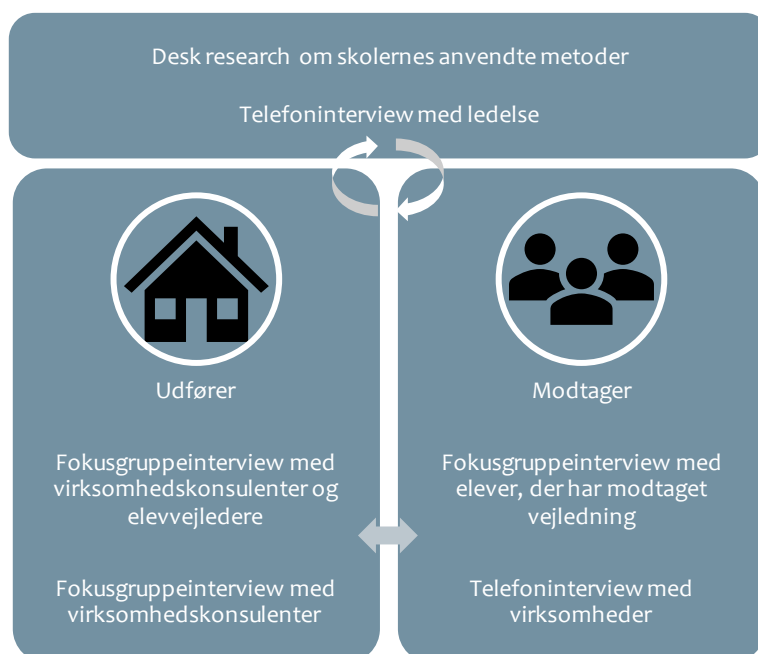 Desk research om skolernes anvendte metoder
Telefoninterview med ledelse
Udfører
Fokusgruppeinterview med
virksomhedskonsulenter og
elevvejledere
Fokusgruppeinterview med
virksomhedskonsulenter
Modtager
Fokusgruppeinterview med
elever, der har modtaget
vejledning
Telefoninterview med
virksomheder